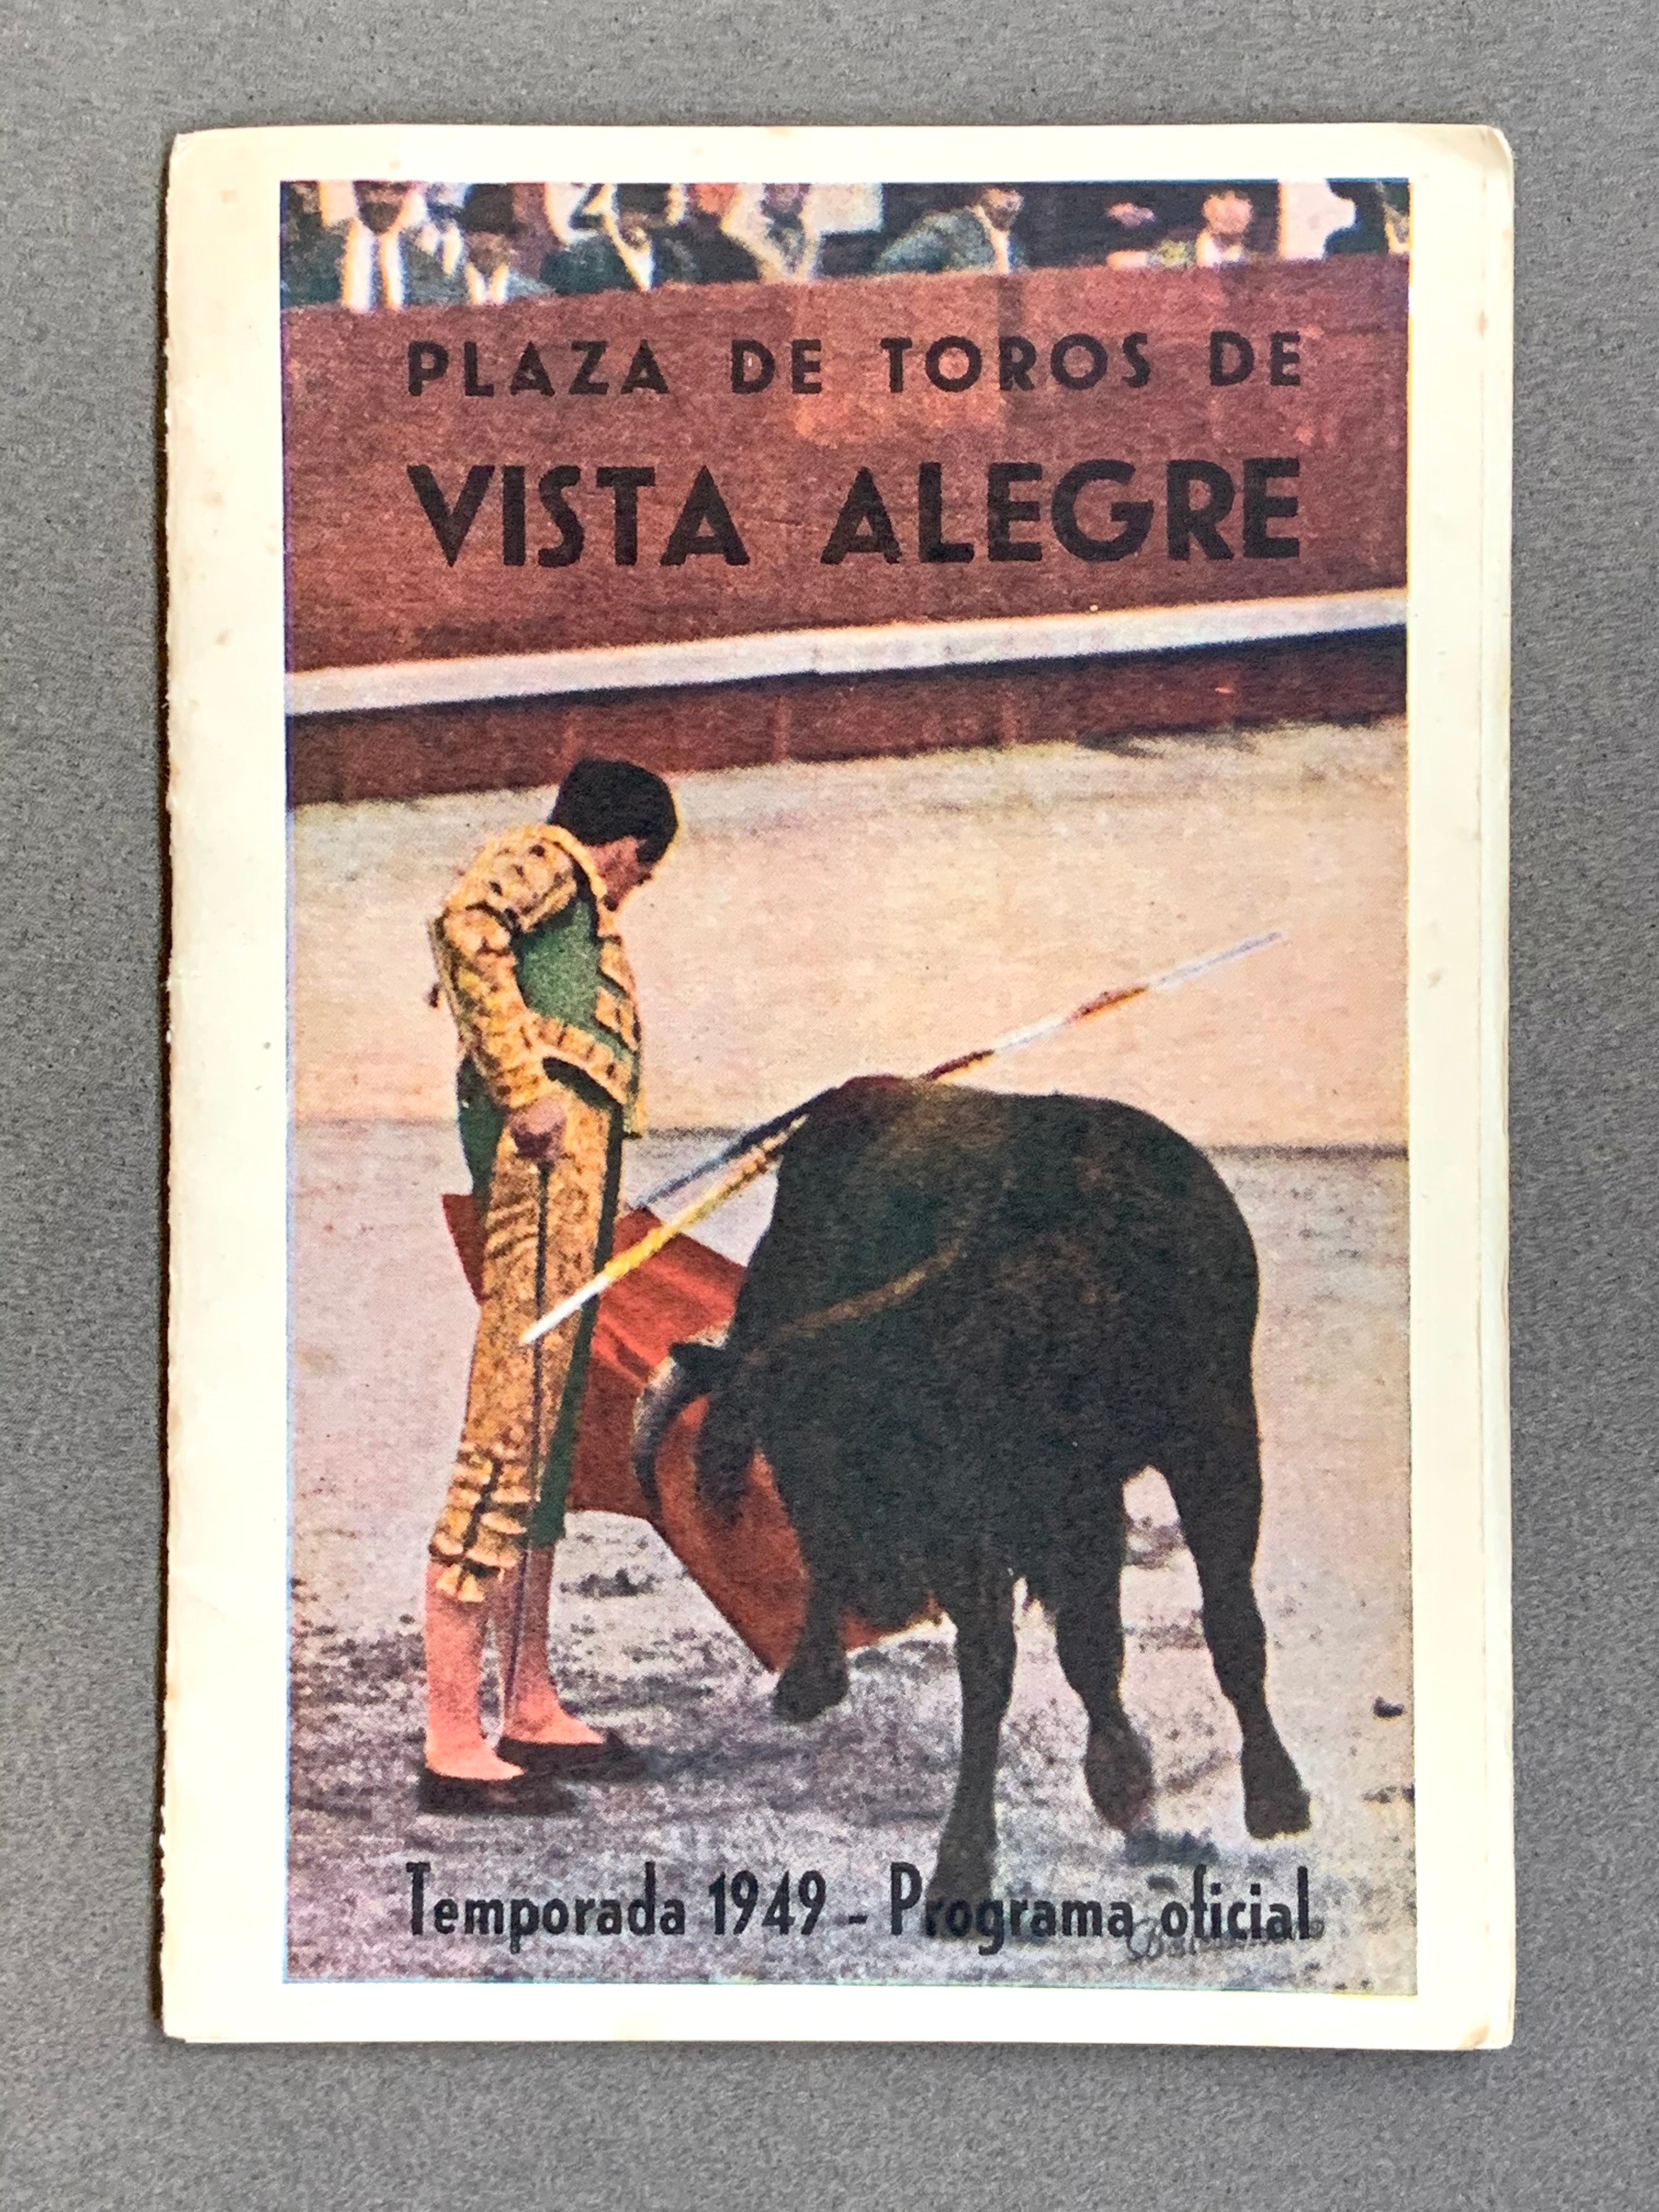 PLAZA DE TOROS DE
VISTA ALEGRE
Temporada 1949 - Programa oficial